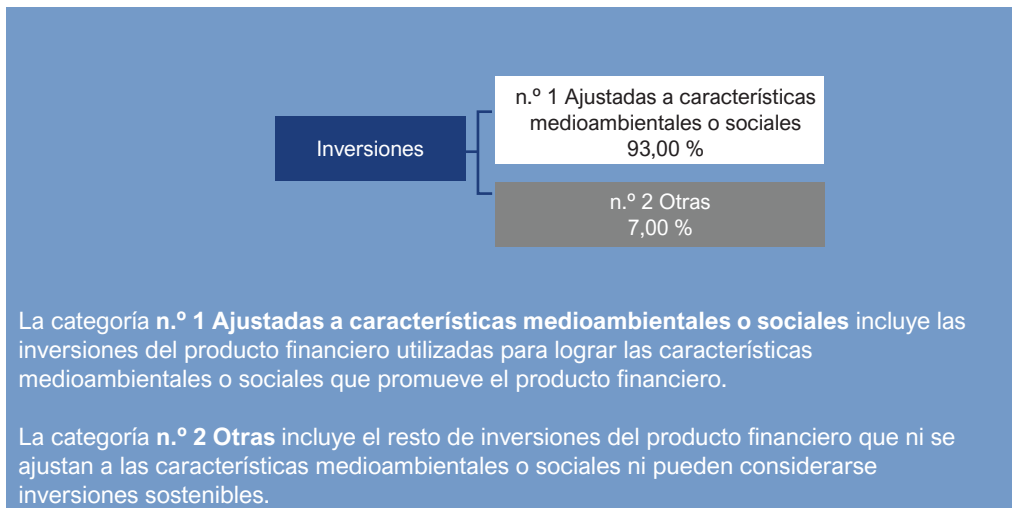 n.º 1 Ajustadas a características
medioambientales o sociales
93,00 %
Inversiones
n.º 2 Otras
7,00 %
La categoría n.º 1 Ajustadas a características medioambientales o sociales incluye las
inversiones del producto financiero utilizadas para lograr las características
medioambientales o sociales que promueve el producto financiero.
La categoría n.º 2 Otras incluye el resto de inversiones del producto financiero que ni se
ajustan a las características medioambientales o sociales ni pueden considerarse
inversiones sostenibles.